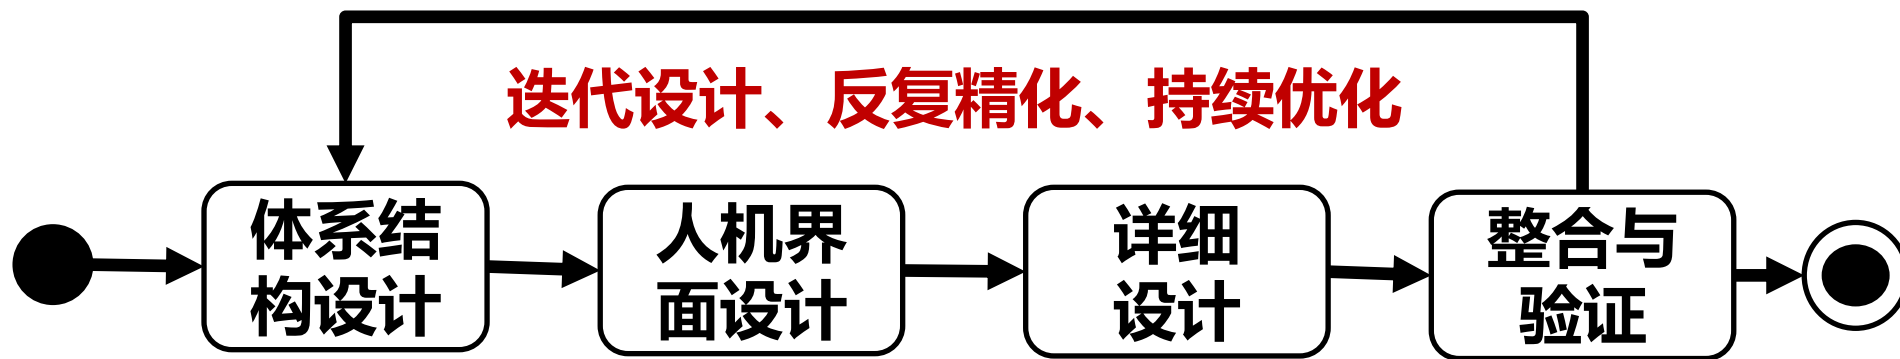 迭代设计、反复精化、持续优化
体系结
构设计
人机界
面设计
详细
设计
整合与
验证